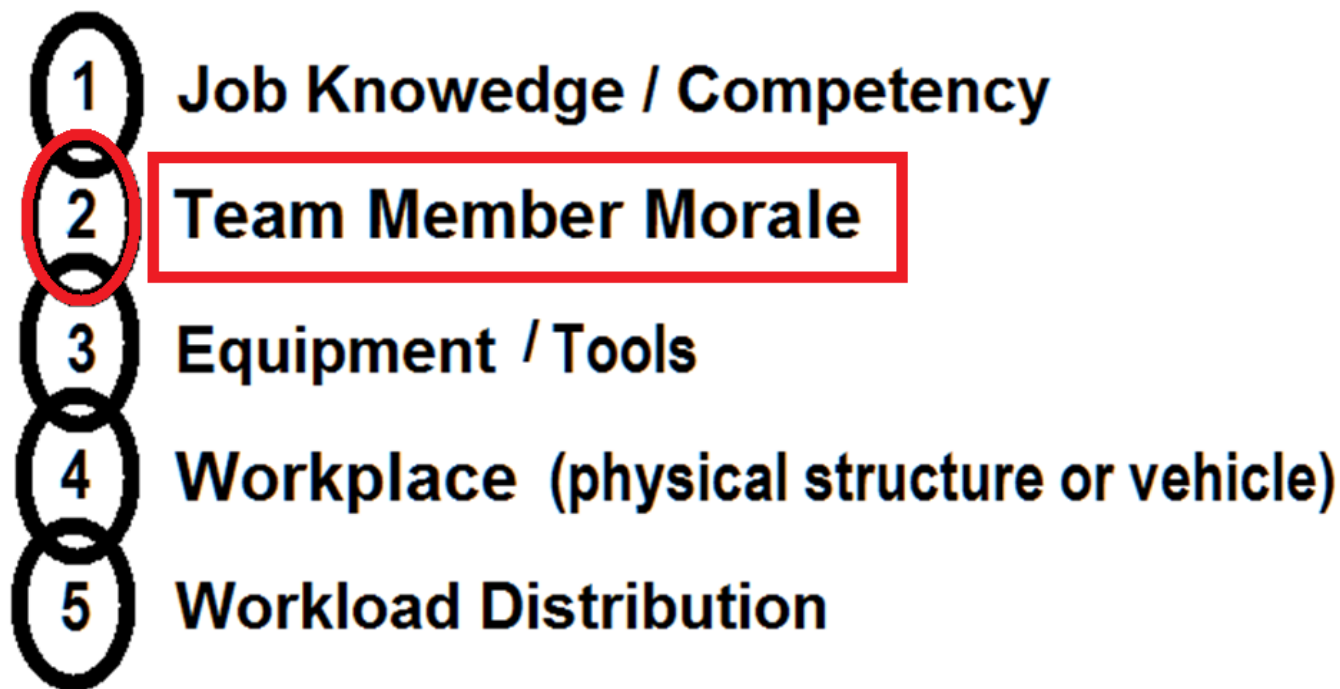 1 Job Knowedge / Competency
2 Team Member Morale
3 Equipment / Tools
4 Workplace (physical structure or vehicle)
5 Workload Distribution